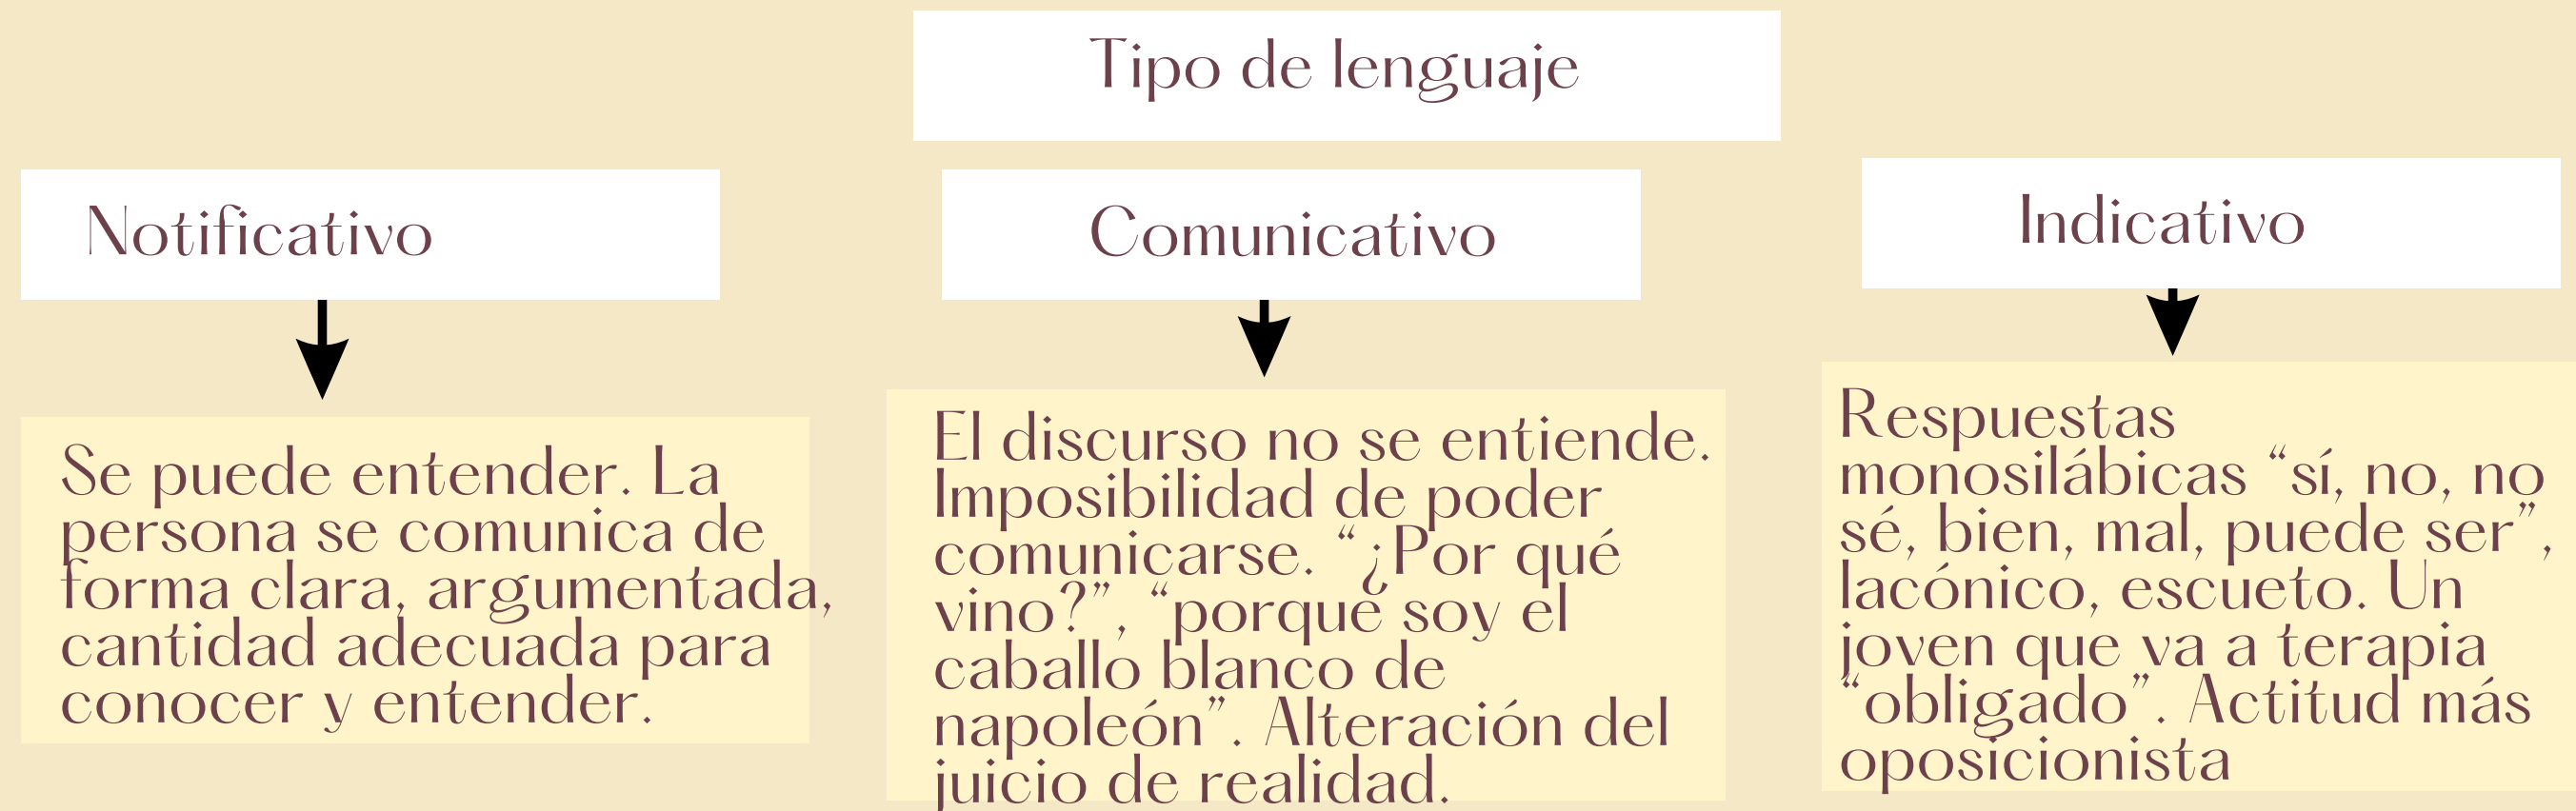 Tipo de lenguaje
Notificativo
Se puede entender. La
persona se comunica de
forma clara, argumentada,
cantidad adecuada para
conocer y entender.
Comunicativo
El discurso no se entiende.
Imposibilidad de poder
comunicarse. “¿Por qué
vino?”, “porque soy el
caballo blanco de
napoleón”. Alteración del
juicio de realidad.
Indicativo
Respuestas
monosilábicas “sí, no, no
sé, bien, mal, puede ser”,
lacónico, escueto. Un
joven que va a terapia
“obligado”. Actitud más
oposicionista